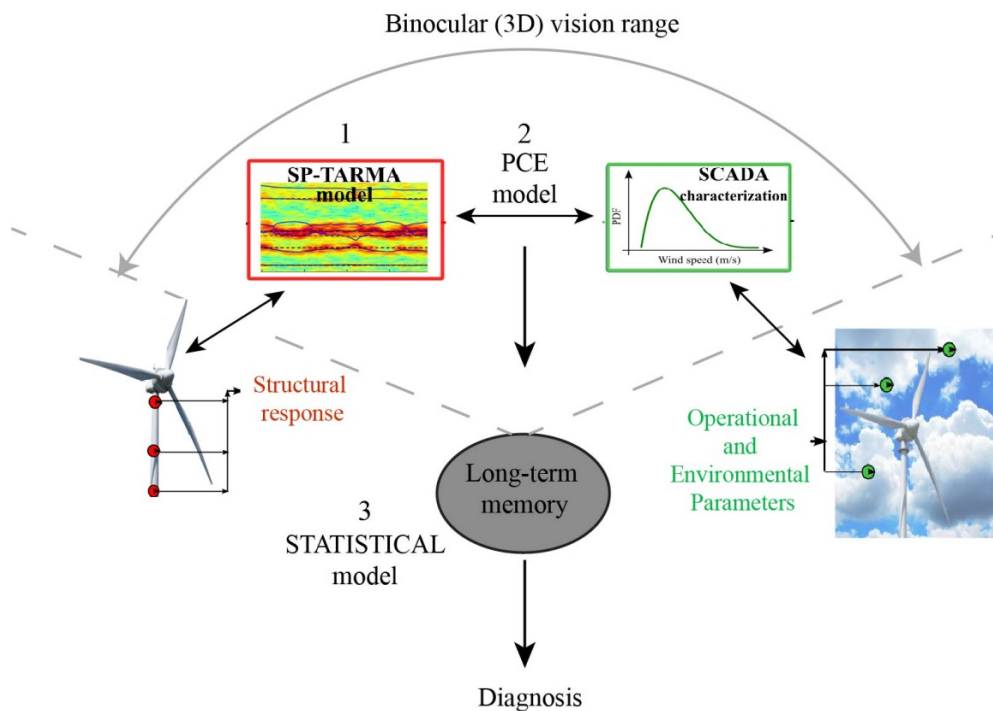 Binocular (3D) vision range
1
SP-TARMA
model
2
PCE
model
SCADA
characterization
PDF
Wind speed (m/s)
Structural
response
Operational
and
Environmental
Parameters
Long-term
memory
3
STATISTICAL
model
Diagnosis